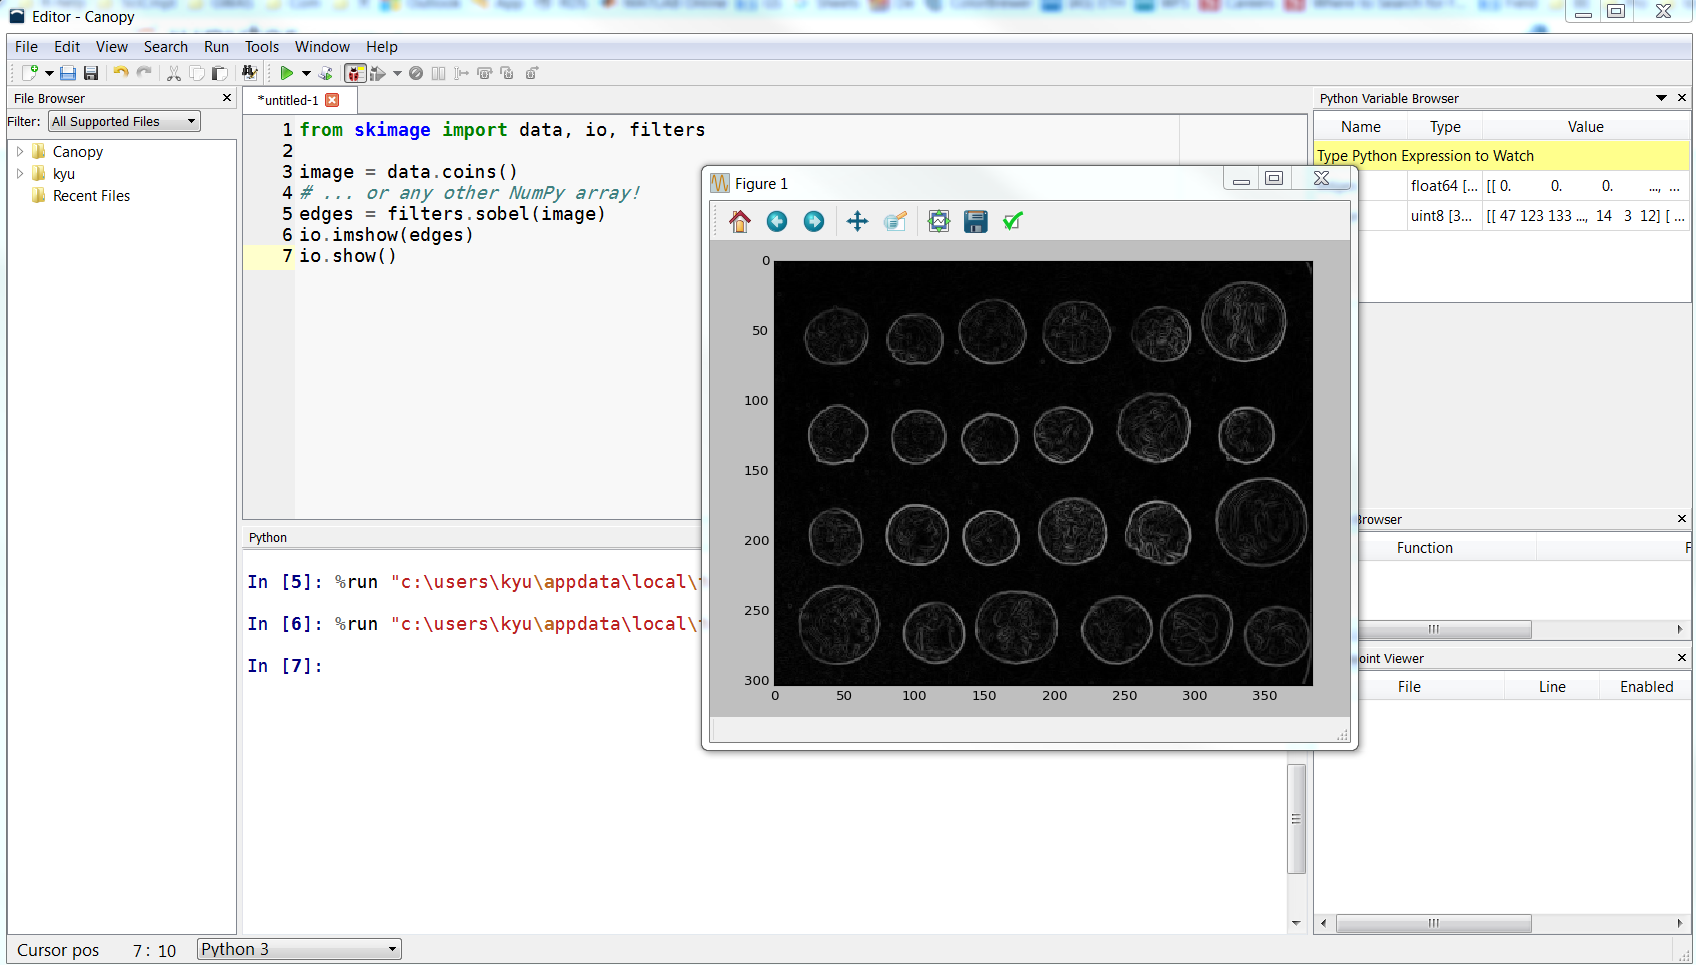 Editor - Canopy
File Edit View Search Run Tools Window Help
File Browser
Filter: All Supported Files
Canopy
kyu
Recent Files
*untitled-1
1 from skimage import data, io, filters
2
3 image = data.coins()
4 # ... or any other NumPy array!
5 edges = filters.sobel(image)
6 io.imshow(edges)
7 io.show()
Python
In [5]: %run "c:\users\kyu\appdata\local\
In [6]: %run "c:\users\kyu\appdata\local\
In [7]:
Figure 1
0
50
100
150
200
250
300
0 50 100 150 200 250 300 350
Python Variable Browser
Name Type Value
Type Python Expression to Watch
float64 [... [[ 0. 0. 0. ..., ...
uint8 [3... [[ 47 123 133 ..., 14 3 12] [ ...
Browser
Function F
oint Viewer
File Line Enabled
Cursor pos 7 : 10 Python 3